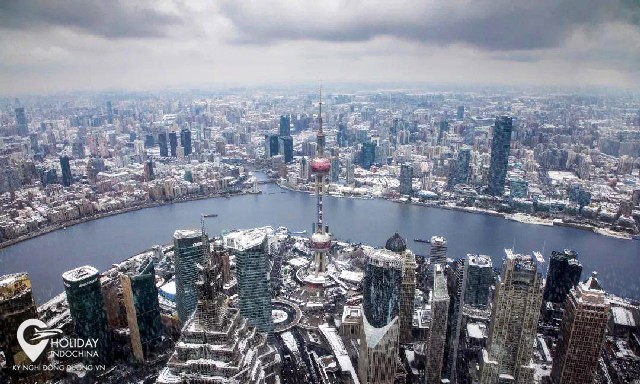 HOLIDAY
INDOCHINA
KỲ NGHỈ ĐÔNG DƯƠNG VN